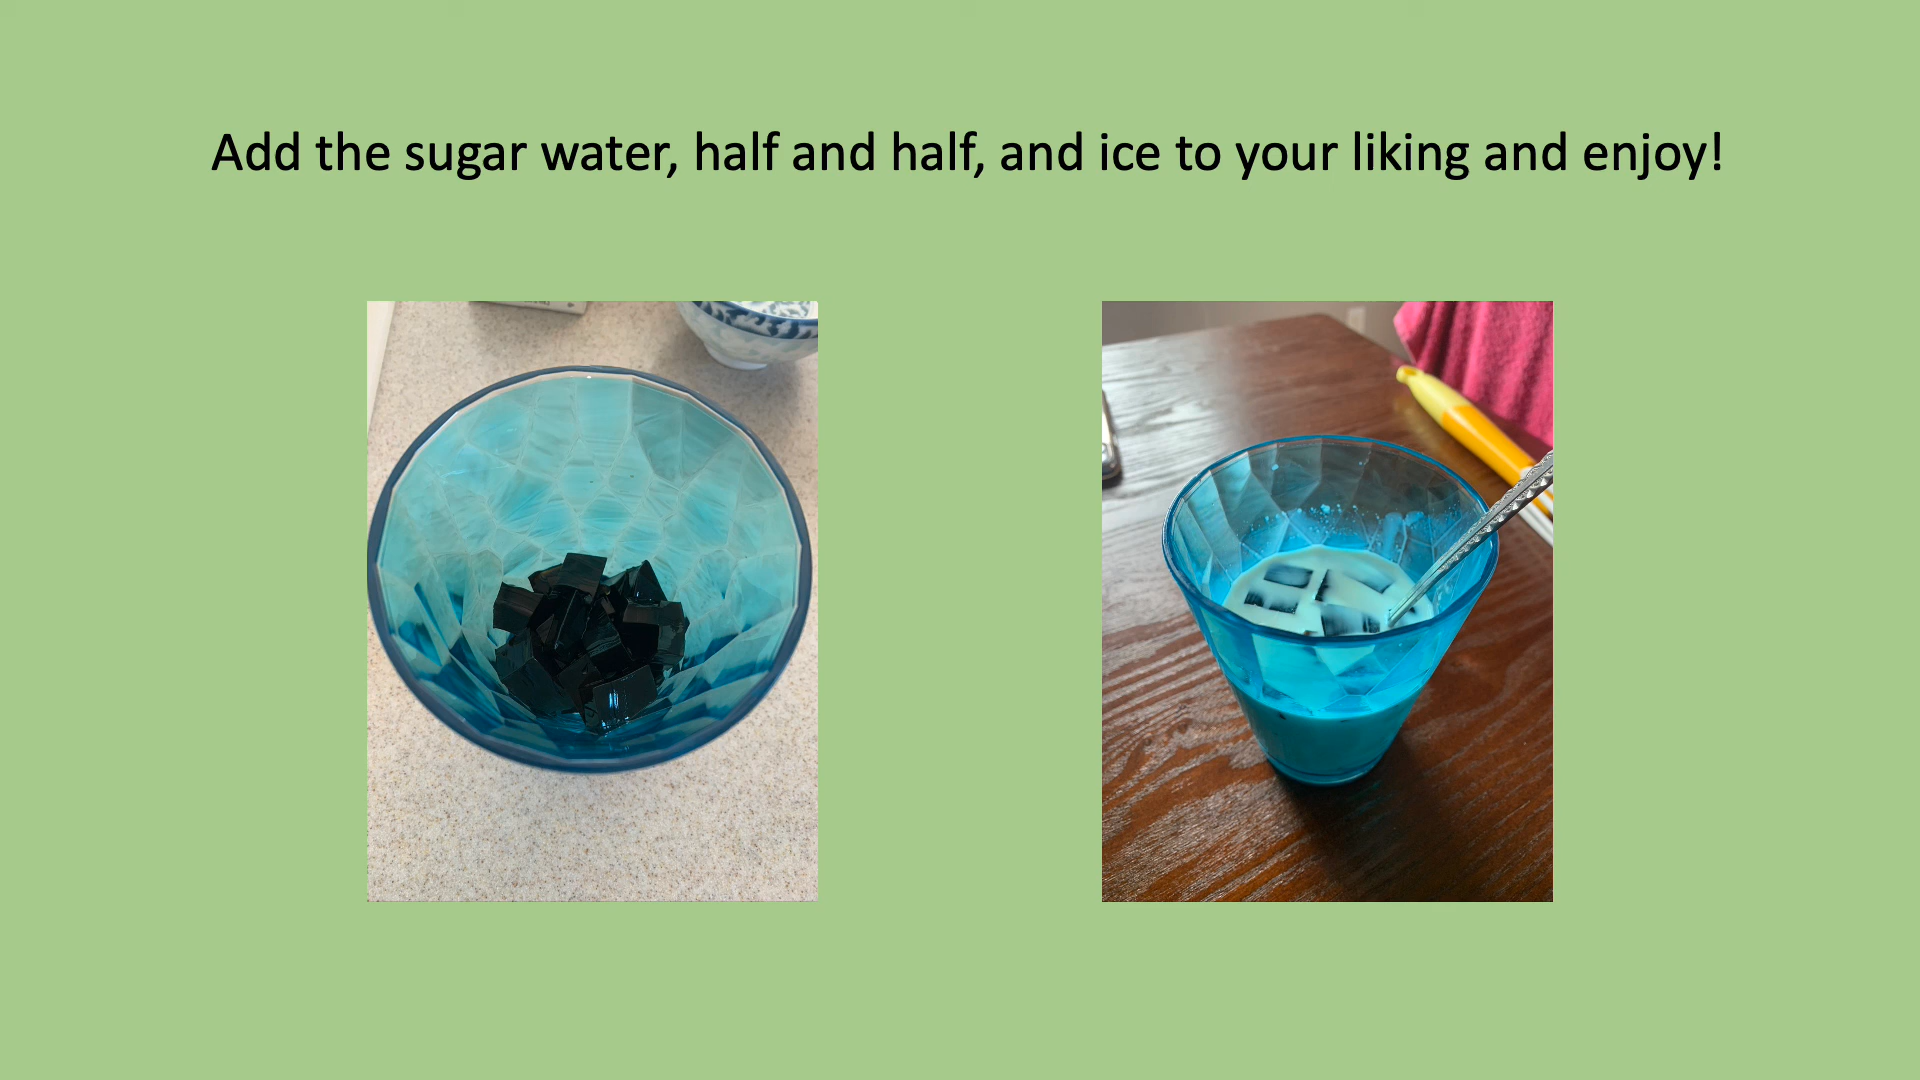 Add the sugar water, half and half, and ice to your liking and enjoy!